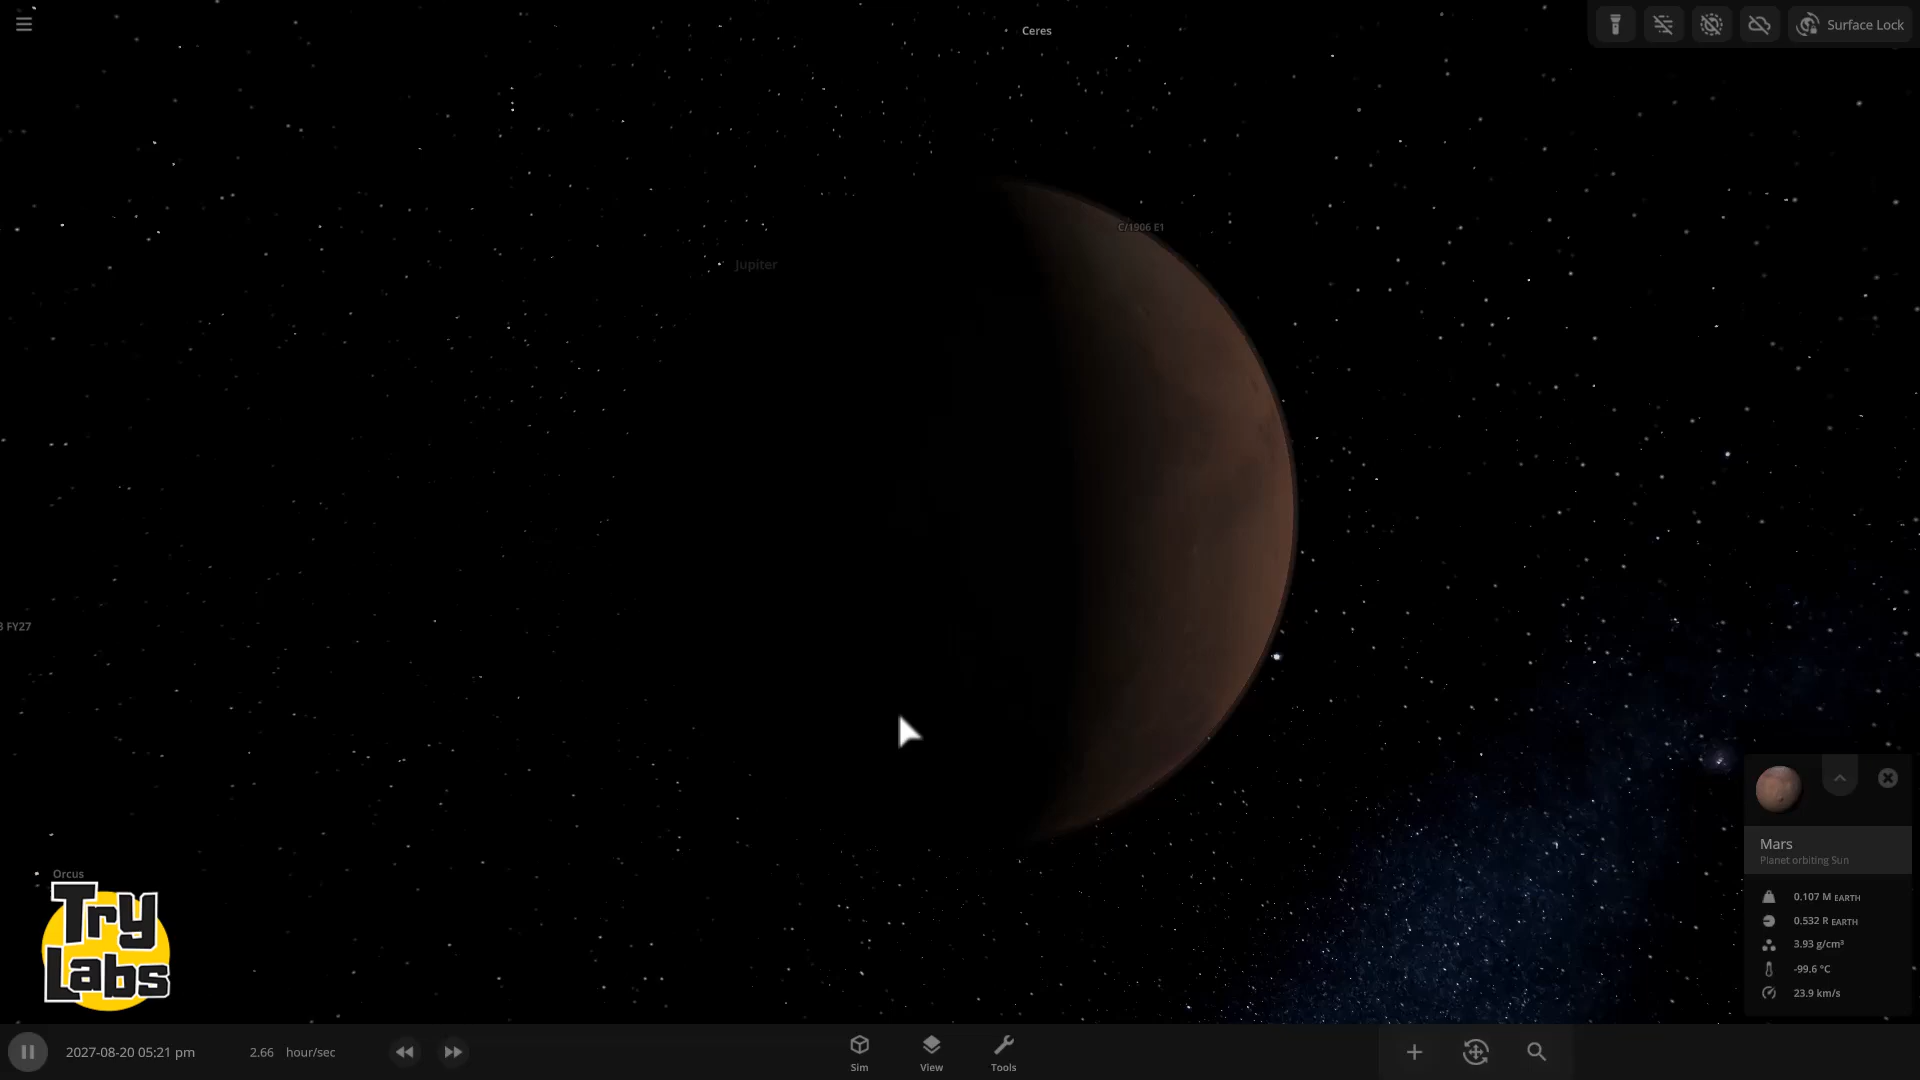 Ceres
Surface Lock
C/1906 E1
Jupiter
FY27
Orcus
Try
Labs
Mars
Planet orbiting Sun
0.107 M EARTH
0.532 R EARTH
3.93 g/cm³
-99.6 °C
23.9 km/s
2027-08-20 05:21 pm
2.66 hour/sec
Sim
View
Tools